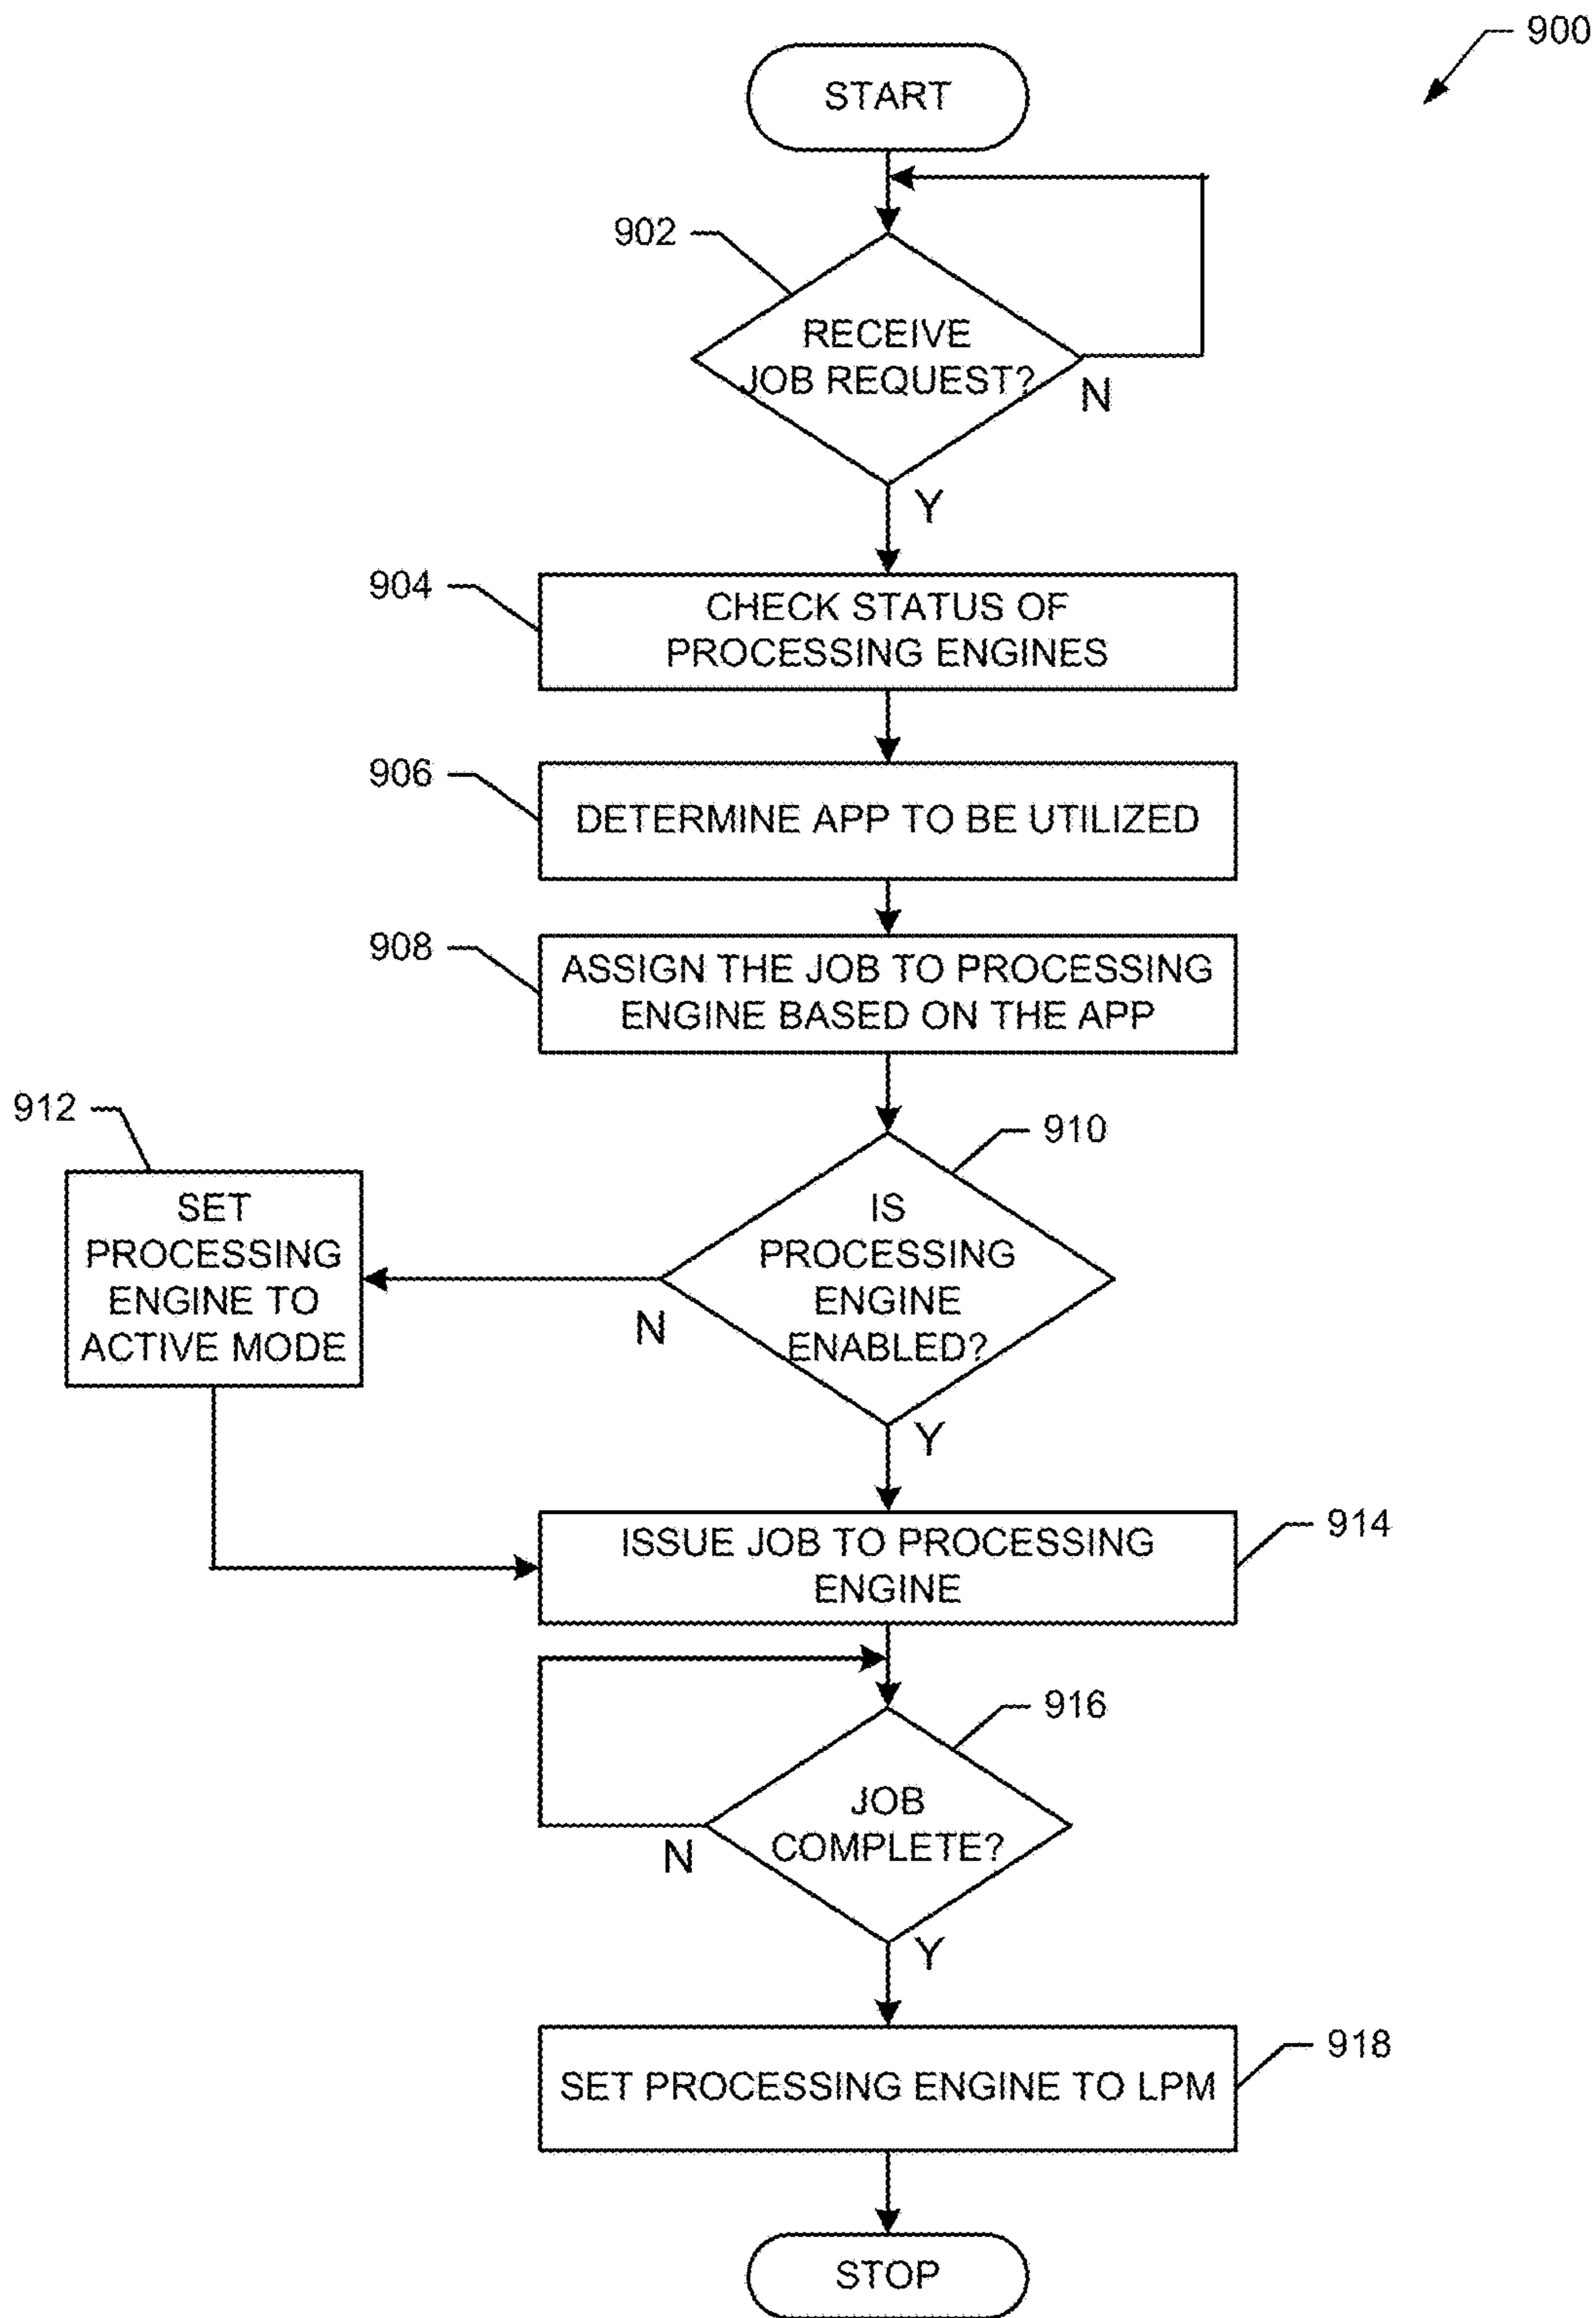 900
START
902
RECEIVE
JOB REQUEST?
N
Y
904
CHECK STATUS OF
PROCESSING ENGINES
906
DETERMINE APP TO BE UTILIZED
908
ASSIGN THE JOB TO PROCESSING
ENGINE BASED ON THE APP
912
SET
PROCESSING
ENGINE TO
ACTIVE MODE
910
IS
PROCESSING
ENGINE
ENABLED?
N
Y
ISSUE JOB TO PROCESSING
ENGINE
914
916
JOB
COMPLETE?
N
Y
SET PROCESSING ENGINE TO LPM
918
STOP